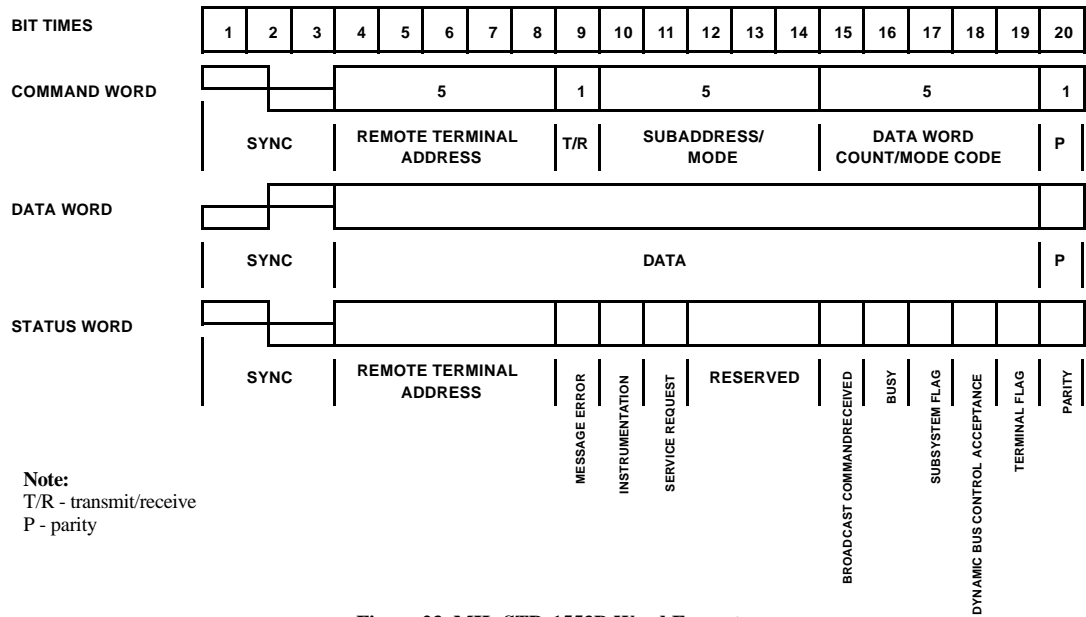 BIT TIMES 1 2 3 4 5 6 7 8 9 10 11 12 13 14 15 16 17 18 19 20
COMMAND WORD 5 1 5 5 1
SYNC REMOTE TERMINAL ADDRESS T/R SUBADDRESS/ MODE DATA WORD COUNT/MODE CODE P
DATA WORD
SYNC DATA P
STATUS WORD
SYNC REMOTE TERMINAL ADDRESS
MESSAGE ERROR
INSTRUMENTATION
SERVICE REQUEST
RESERVED
BROADCAST COMMANDRECEIVED
BUSY
SUBSYSTEM FLAG
DYNAMIC BUS CONTROL ACCEPTANCE
TERMINAL FLAG
PARITY
Note:
T/R - transmit/receive
P - parity